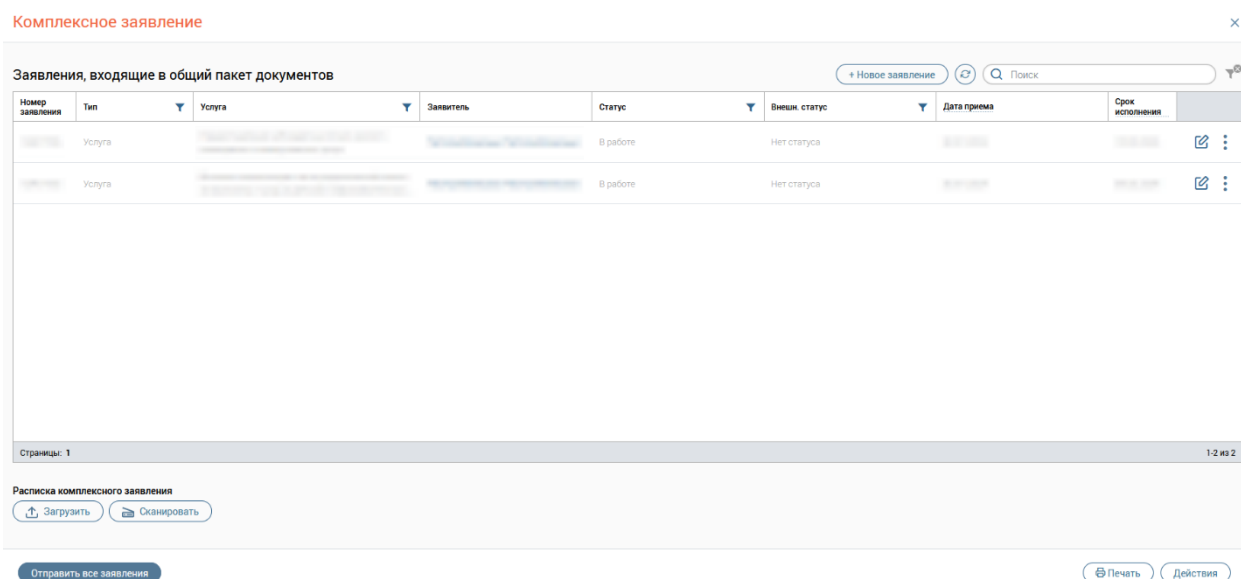 Комплексное заявление
Заявления, входящие в общий пакет документов
+ Новое заявление
Поиск
Номер заявления Тип Услуга Заявитель Статус Внешн. статус Дата приема Срок исполнения
Услуга В работе Нет статуса
Услуга В работе Нет статуса
Страницы: 1 1-2 из 2
Расписка комплексного заявления
Загрузить Сканировать
Отправить все заявления Печать Действия